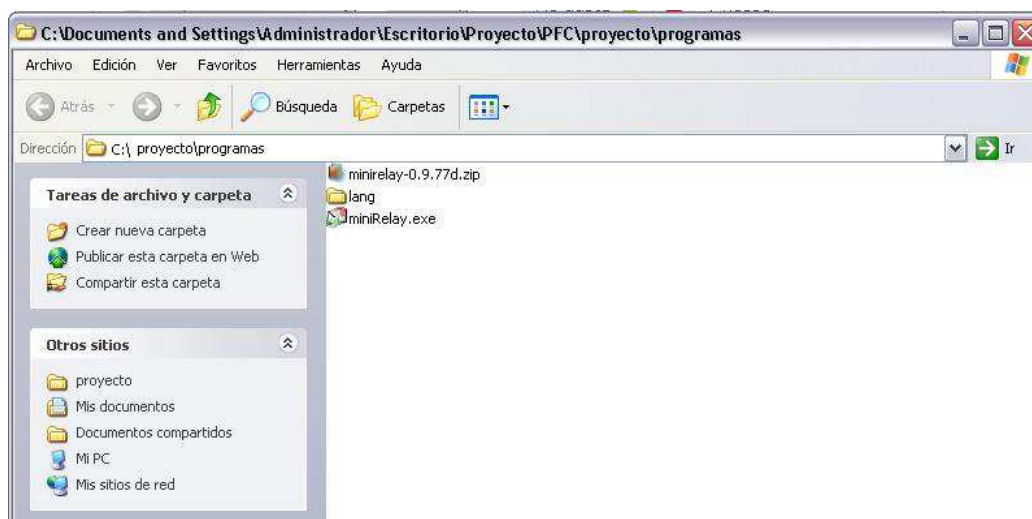 C:\Documents and Settings\Administrador\Escritorio\Proyecto\PFC\proyecto\programas
Archivo Edición Ver Favoritos Herramientas Ayuda
Atrás Búsqueda Carpetas
Dirección C:\ proyecto\programas Ir
minirelay-0.9.77d.zip
lang
miniRelay.exe
Tareas de archivo y carpeta
Crear nueva carpeta
Publicar esta carpeta en Web
Compartir esta carpeta
Otros sitios
proyecto
Mis documentos
Documentos compartidos
Mi PC
Mis sitios de red